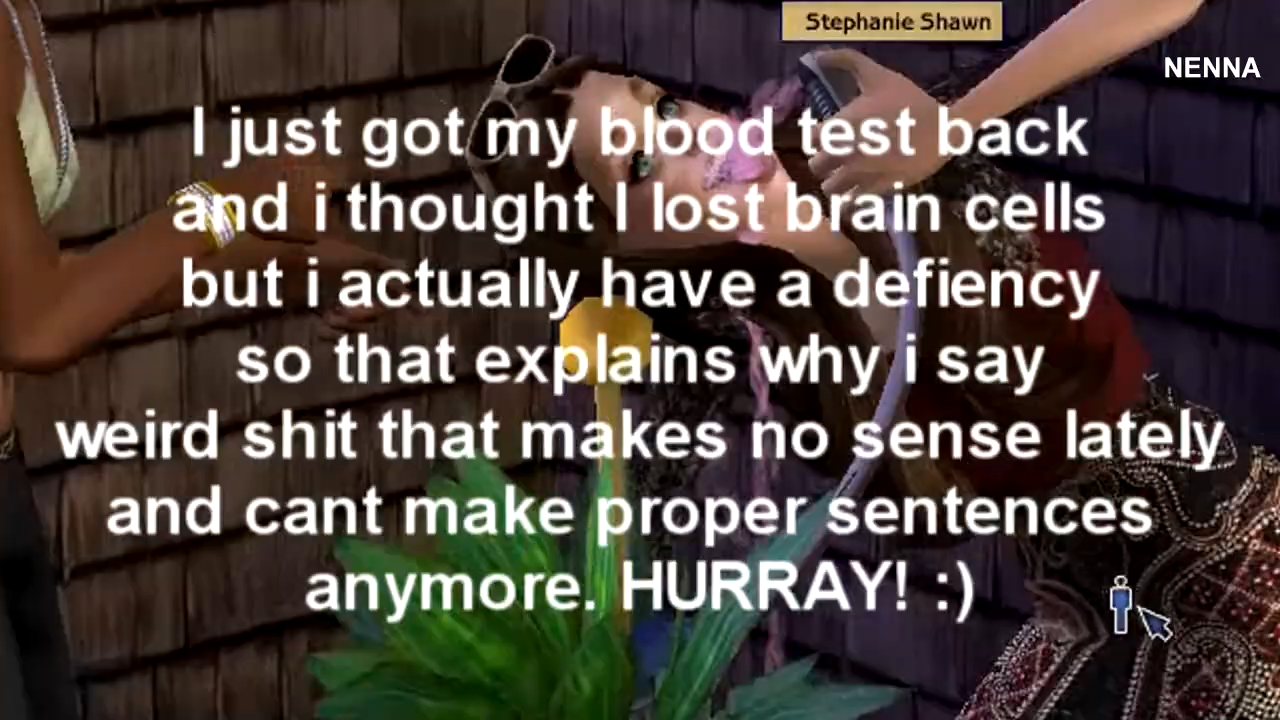 Stephanie Shawn
NENNA
I just got my blood test back
and i thought I lost brain cells
but i actually have a defiency
so that explains why i say
weird shit that makes no sense lately
and cant make proper sentences
anymore. HURRAY! :)